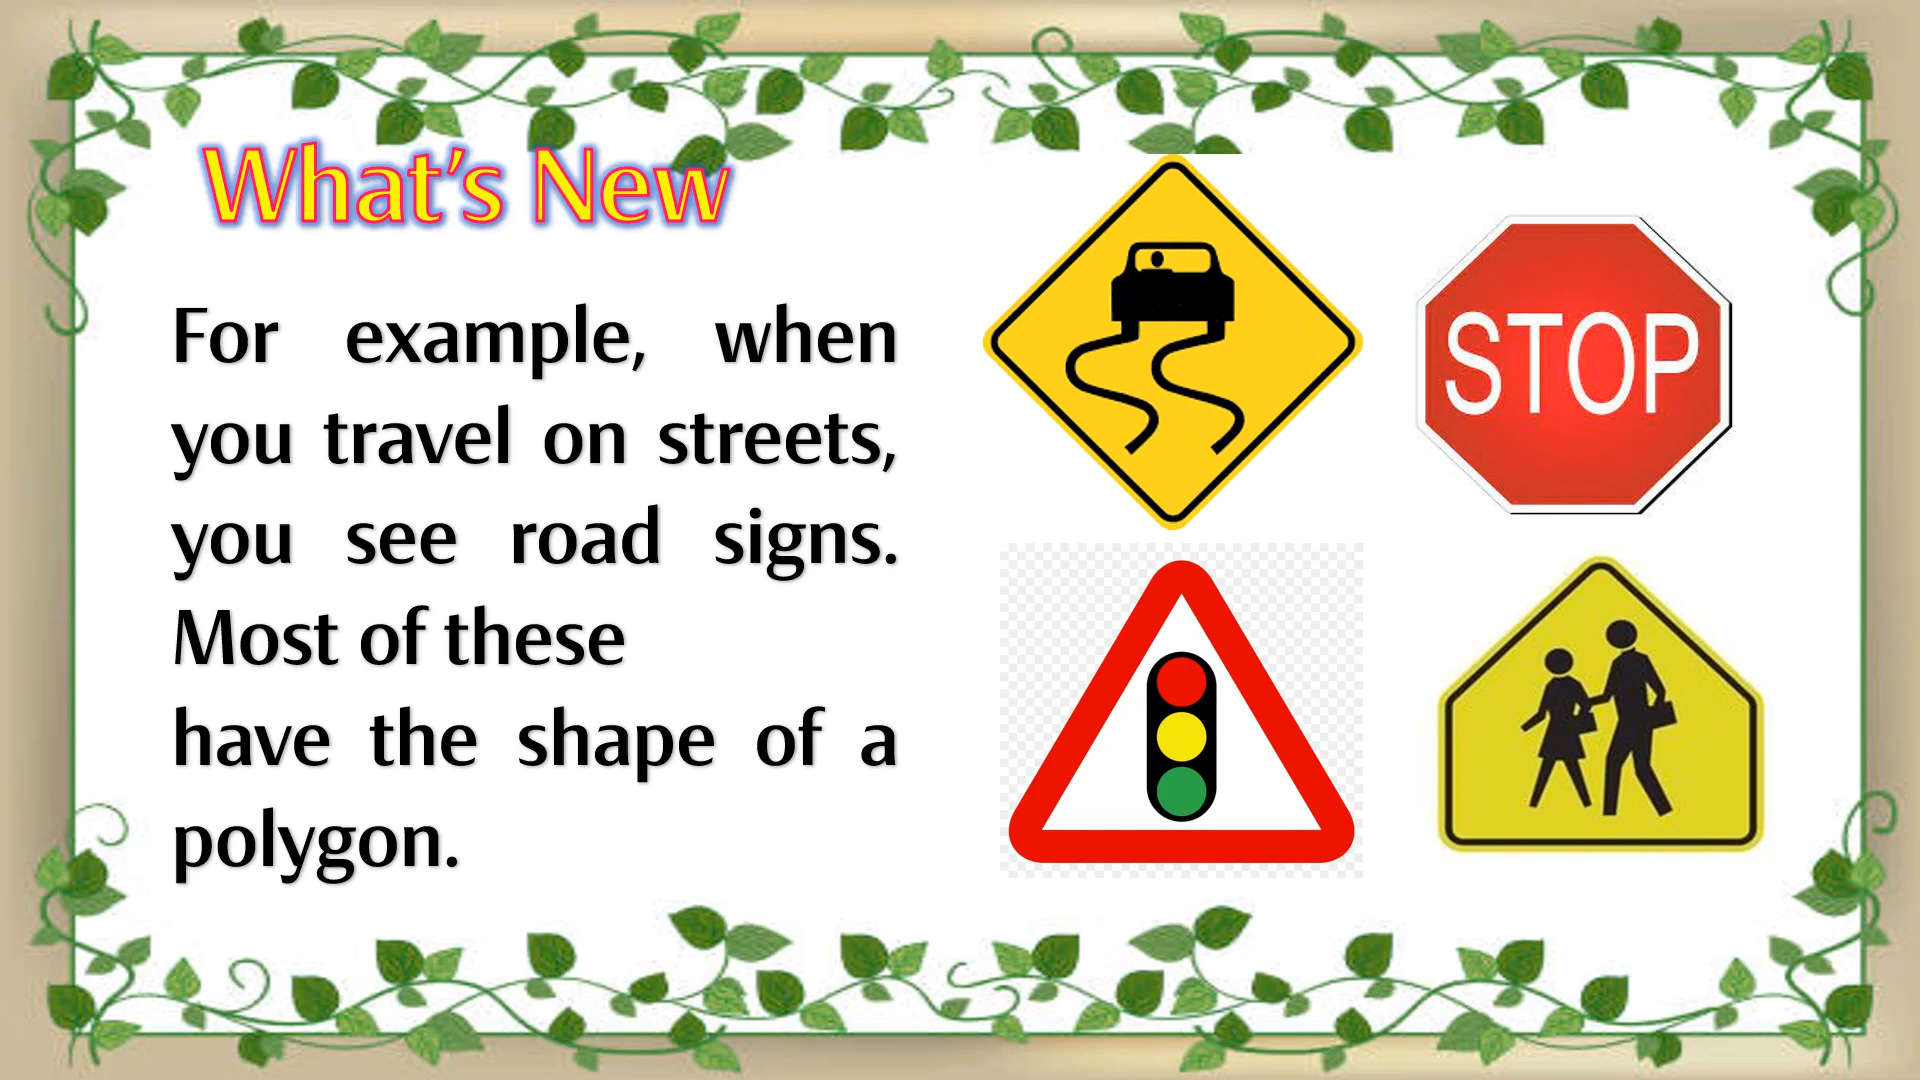 What's New
For example, when
you travel on streets,
you see road signs.
Most of these
have the shape of a
polygon.
STOP